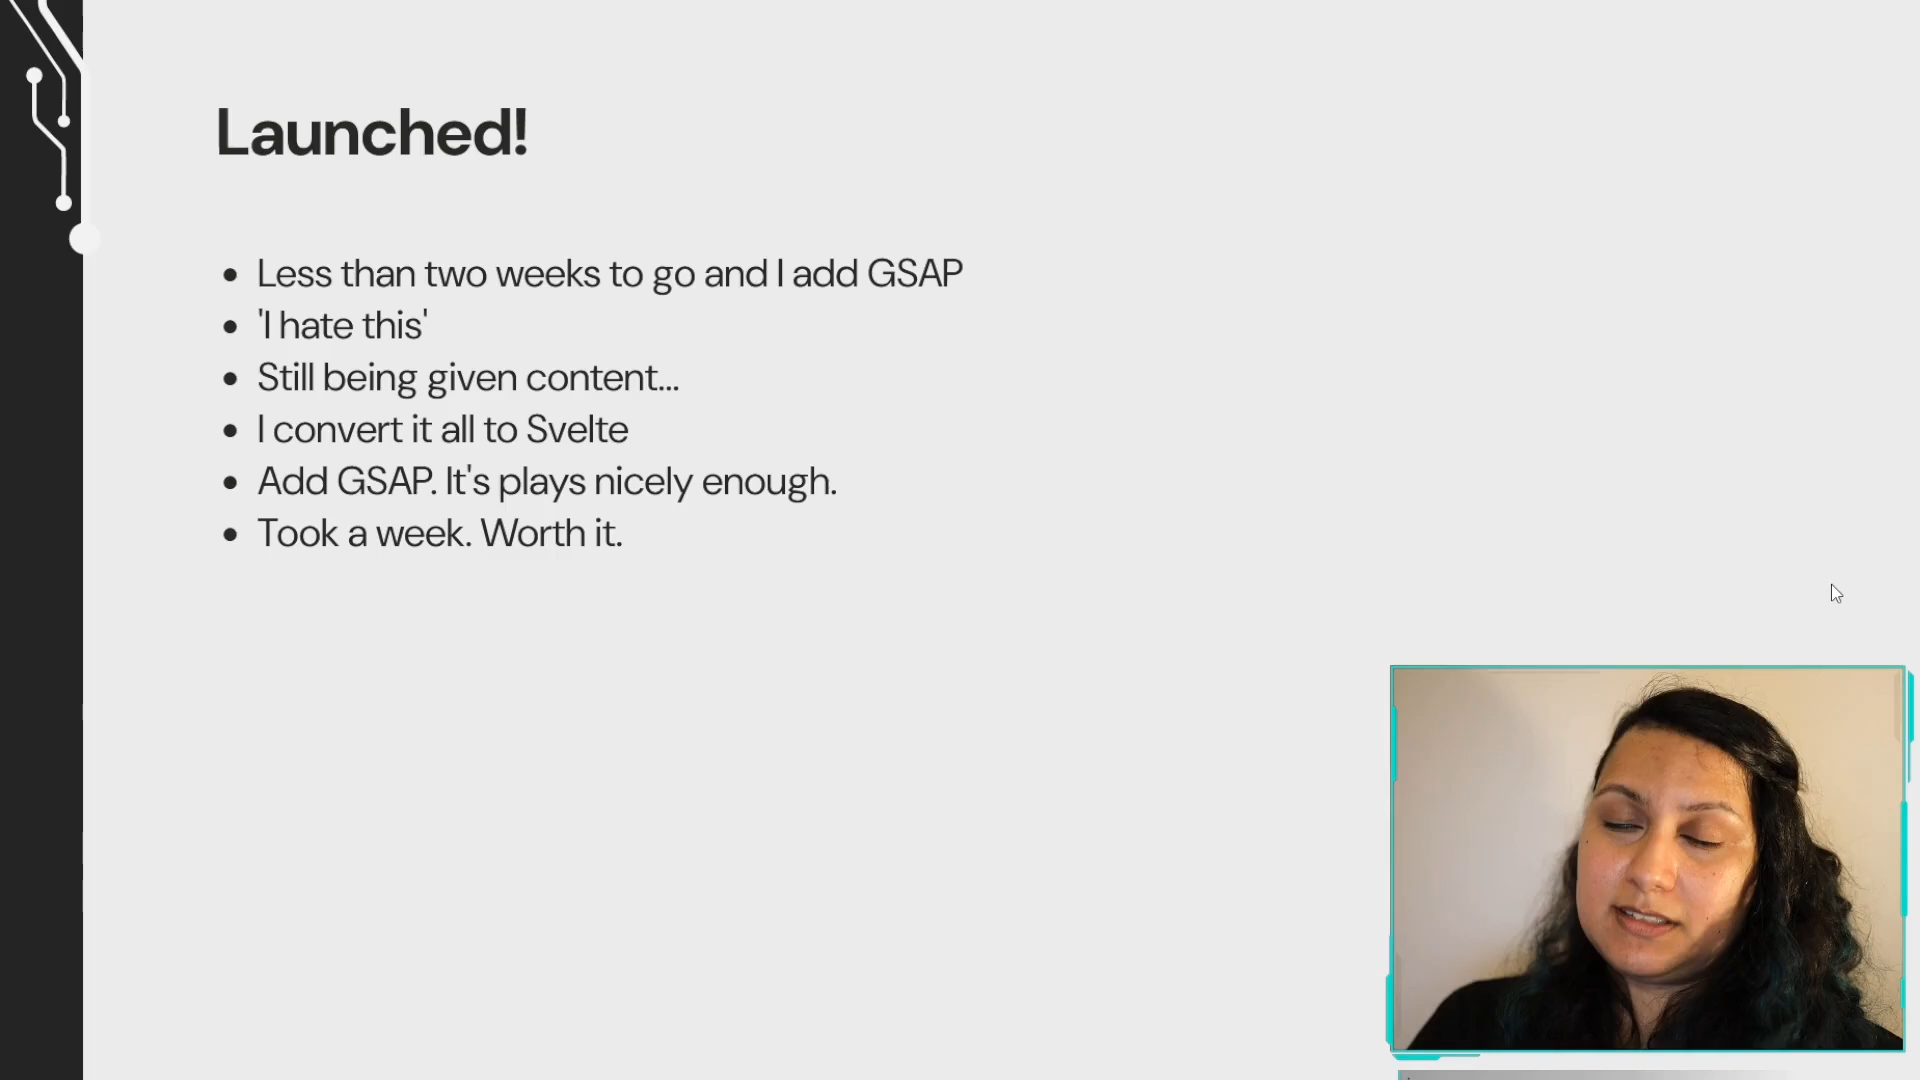 Launched!
Less than two weeks to go and I add GSAP
'I hate this'
Still being given content...
I convert it all to Svelte
Add GSAP. It's plays nicely enough.
Took a week. Worth it.